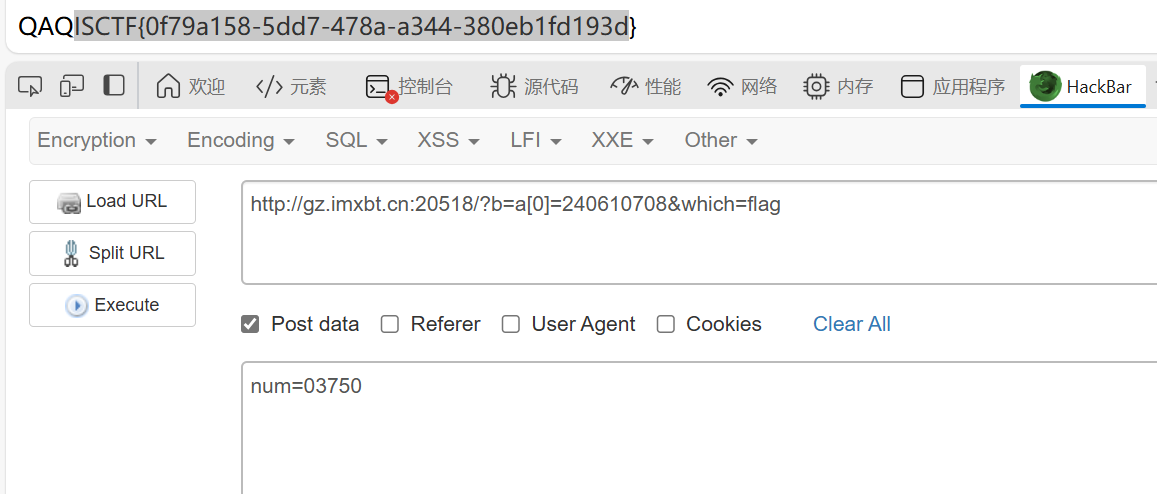 QAQISCTF{0f79a158-5dd7-478a-a344-380eb1fd193d}
欢迎 元素 控制台 源代码 性能 网络 内存 应用程序 HackBar
Encryption Encoding SQL XSS LFI XXE Other
Load URL
http://gz.imxbt.cn:20518/?b=a[0]=240610708&which=flag
Split URL
Execute
Post data Referer User Agent Cookies Clear All
num=03750